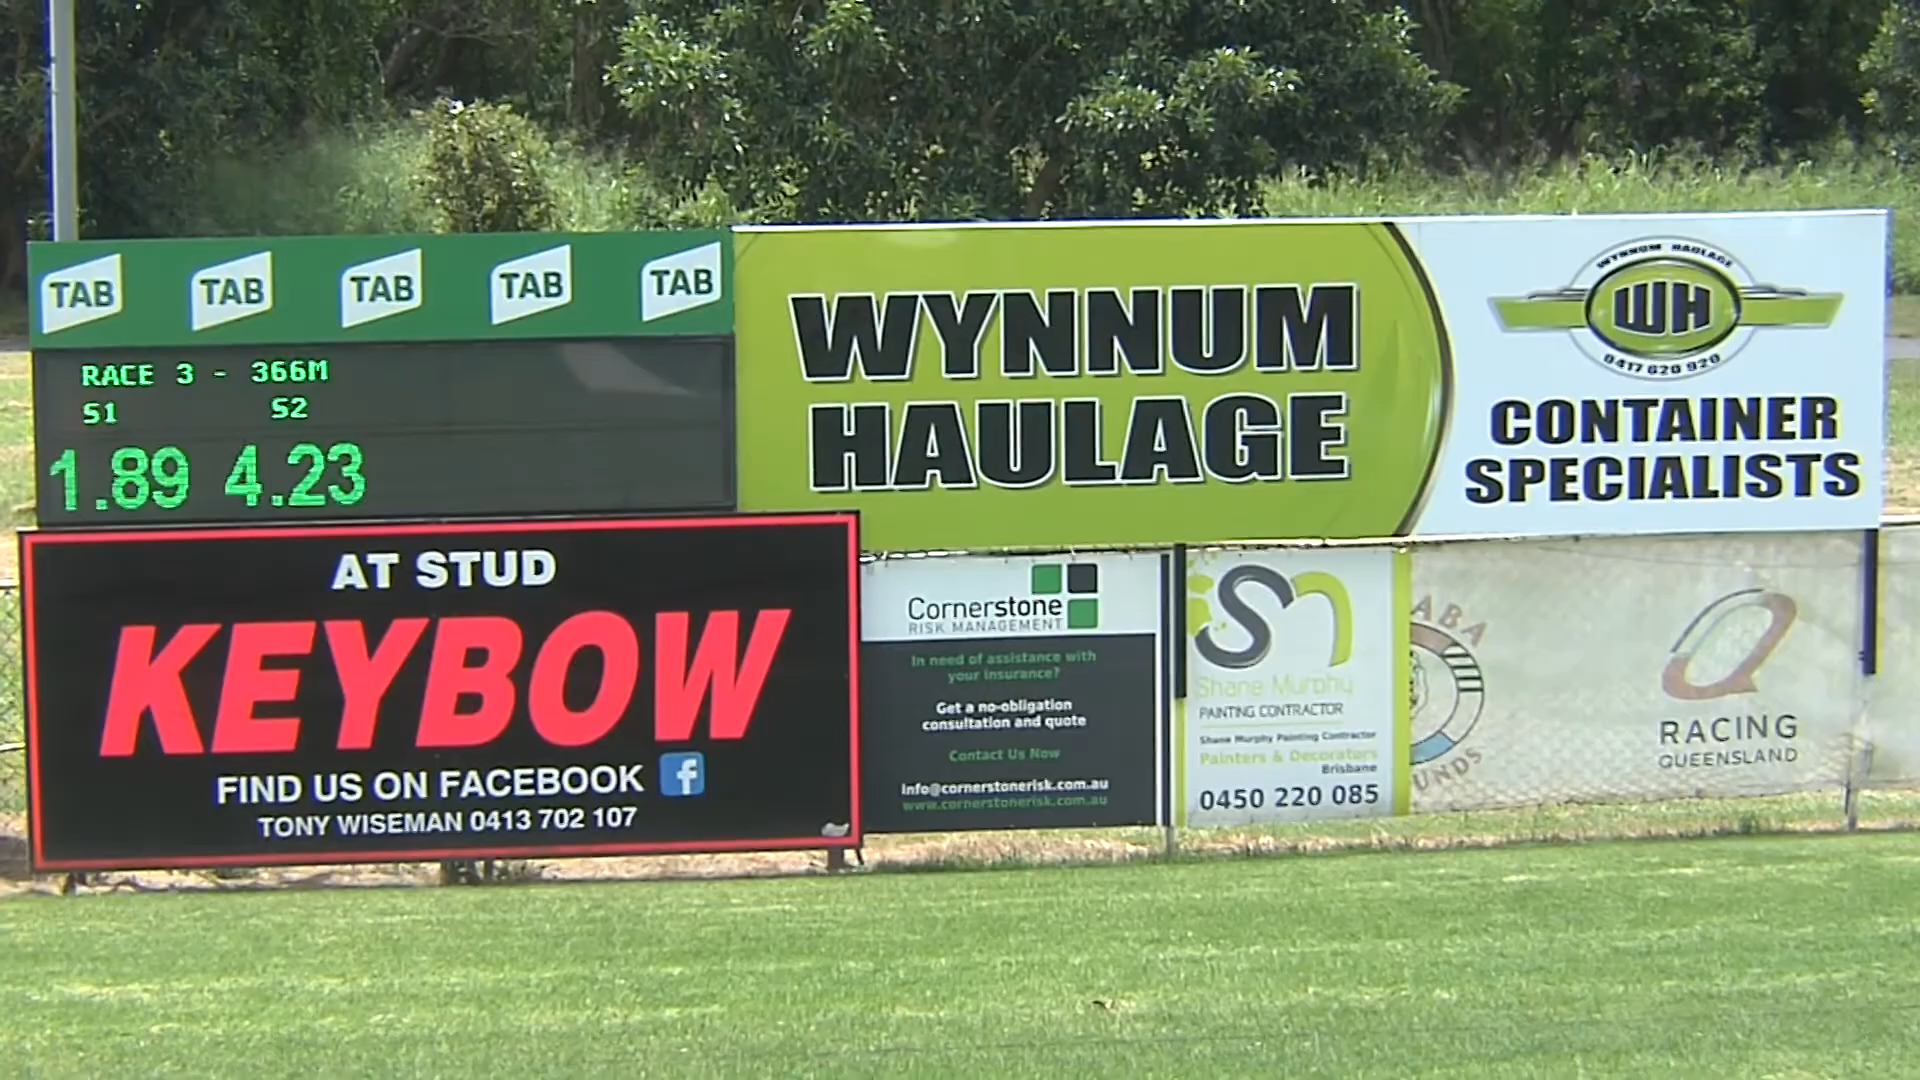 TAB TAB TAB TAB TAB
RACE 3 - 366M
S1 S2
1.89 4.23
WYNNUM
HAULAGE
WYNNUM HAULAGE
WH
0417 620 920
CONTAINER
SPECIALISTS
AT STUD
KEYBOW
FIND US ON FACEBOOK f
TONY WISEMAN 0413 702 107
Cornerstone
RISK MANAGEMENT
In need of assistance with
your insurance?
Get a no-obligation
consultation and quote
Contact Us Now
info@cornerstonerisk.com.au
www.cornerstonerisk.com.au
Sm
Shane Murphy
PAINTING CONTRACTOR
Shane Murphy Painting Contractor
Painters & Decorators
Brisbane
0450 220 085
ABA
UNDS
RACING
QUEENSLAND